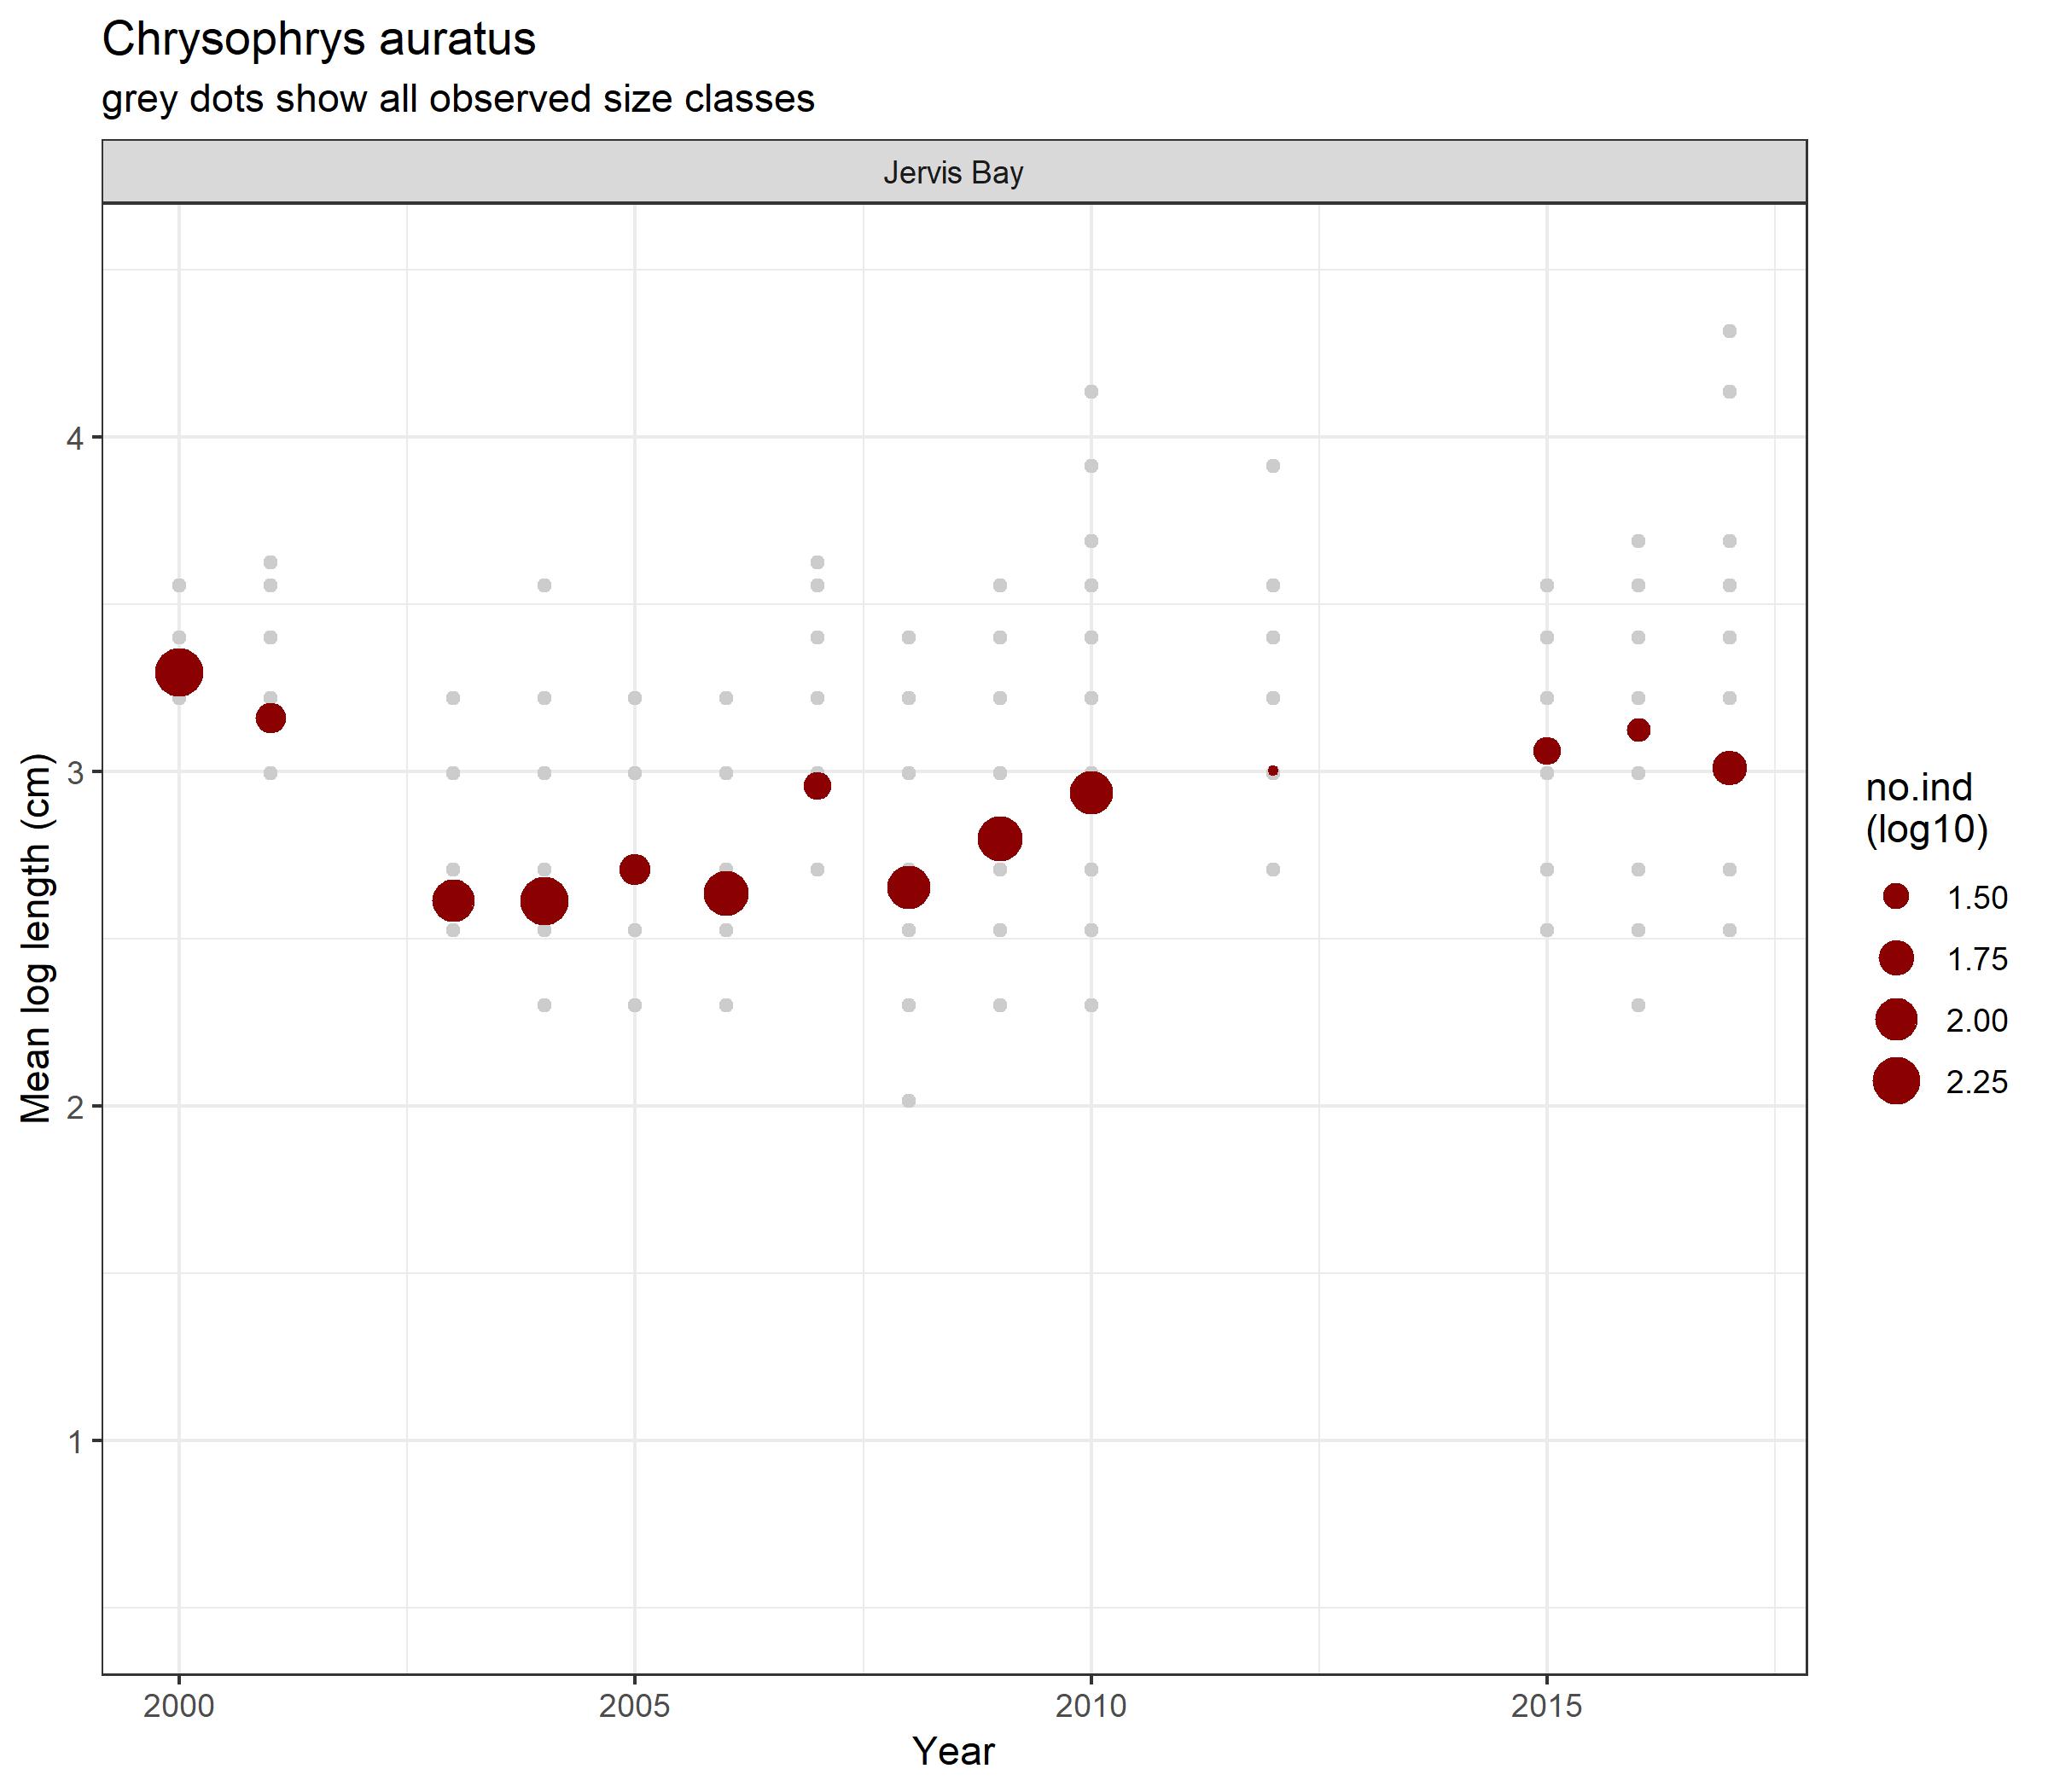 Chrysophrys auratus
grey dots show all observed size classes
Jervis Bay
Mean log length (cm)
4
3
2
1
2000
2005
2010
2015
Year
no.ind
(log10)
1.50
1.75
2.00
2.25